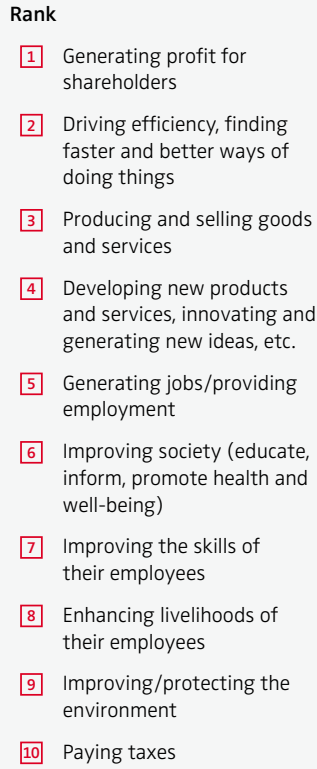 Rank
1 Generating profit for
shareholders
2 Driving efficiency, finding
faster and better ways of
doing things
3 Producing and selling goods
and services
4 Developing new products
and services, innovating and
generating new ideas, etc.
5 Generating jobs/providing
employment
6 Improving society (educate,
inform, promote health and
well-being)
7 Improving the skills of
their employees
8 Enhancing livelihoods of
their employees
9 Improving/protecting the
environment
10 Paying taxes